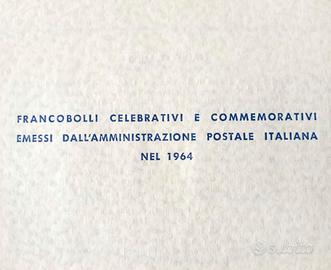 FRANCOBOLLI CELEBRATIVI E COMMEMORATIVI
EMESSI DALL'AMMINISTRAZIONE POSTALE ITALIANA
NEL 1964